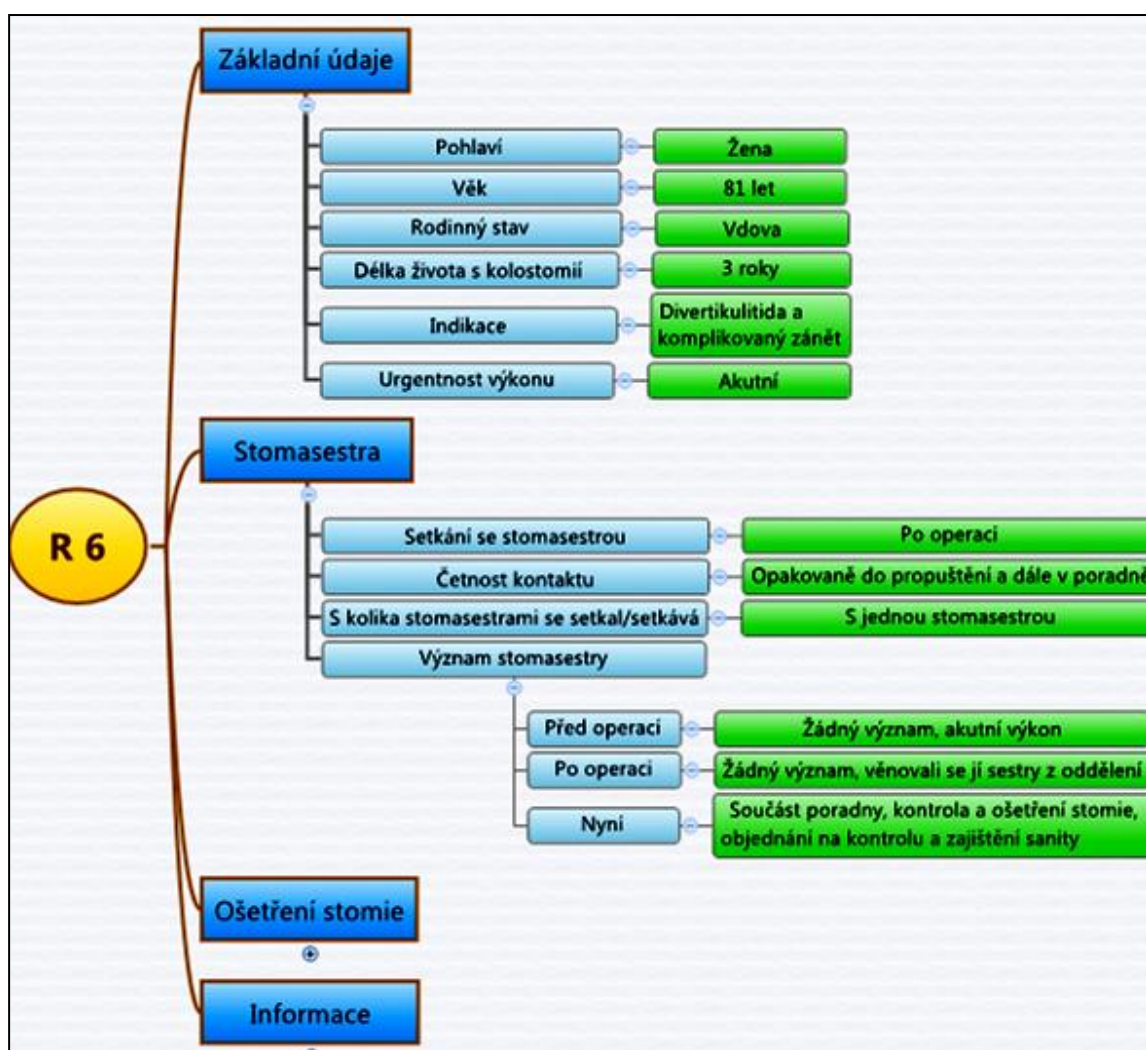 Základní údaje
Pohlaví
Žena
Věk
81 let
Rodinný stav
Vdova
Délka života s kolostomií
3 roky
Indikace
Divertikulitida a
komplikovaný zánět
Urgentnost výkonu
Akutní
Stomasestra
R 6
Setkání se stomasestrou
Po operaci
Četnost kontaktu
Opakovaně do propuštění a dále v poradně
S kolika stomasestrami se setkal/setkává
S jednou stomasestrou
Význam stomasestry
Před operací
Žádný význam, akutní výkon
Po operaci
Žádný význam, věnovali se jí sestry z oddělení
Nyní
Součást poradny, kontrola a ošetření stomie,
objednání na kontrolu a zajištění sanity
Ošetření stomie
Informace